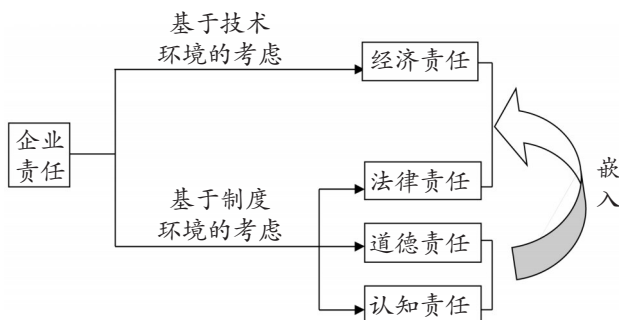 基于技术
环境的考虑
经济责任
企业
责任
法律责任
嵌
入
基于制度
环境的考虑
道德责任
认知责任